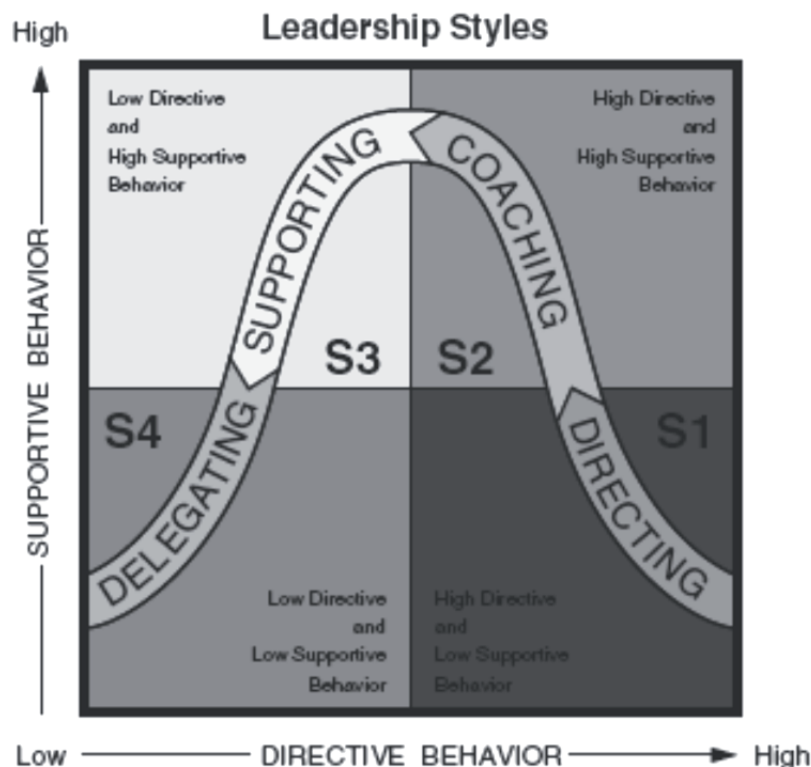 Leadership Styles
High
Low Directive
and
High Supportive
Behavior
High Directive
and
High Supportive
Behavior
SUPPORTING
COACHING
S3
S2
S4
S1
DELEGATING
DIRECTING
Low Directive
and
Low Supportive
Behavior
High Directive
and
Low Supportive
Behavior
SUPPORTIVE BEHAVIOR
Low
DIRECTIVE BEHAVIOR
High